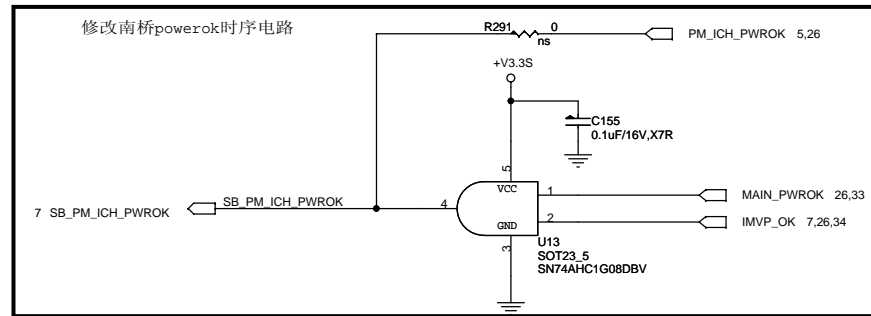 修改南桥powerok时序电路
R291 0
ns
PM_ICH_PWROK 5,26
+V3.3S
C155
0.1uF/16V,X7R
5
VCC
1
MAIN_PWROK 26,33
7 SB_PM_ICH_PWROK
SB_PM_ICH_PWROK
4
2
IMVP_OK 7,26,34
GND
3
U13
SOT23_5
SN74AHC1G08DBV